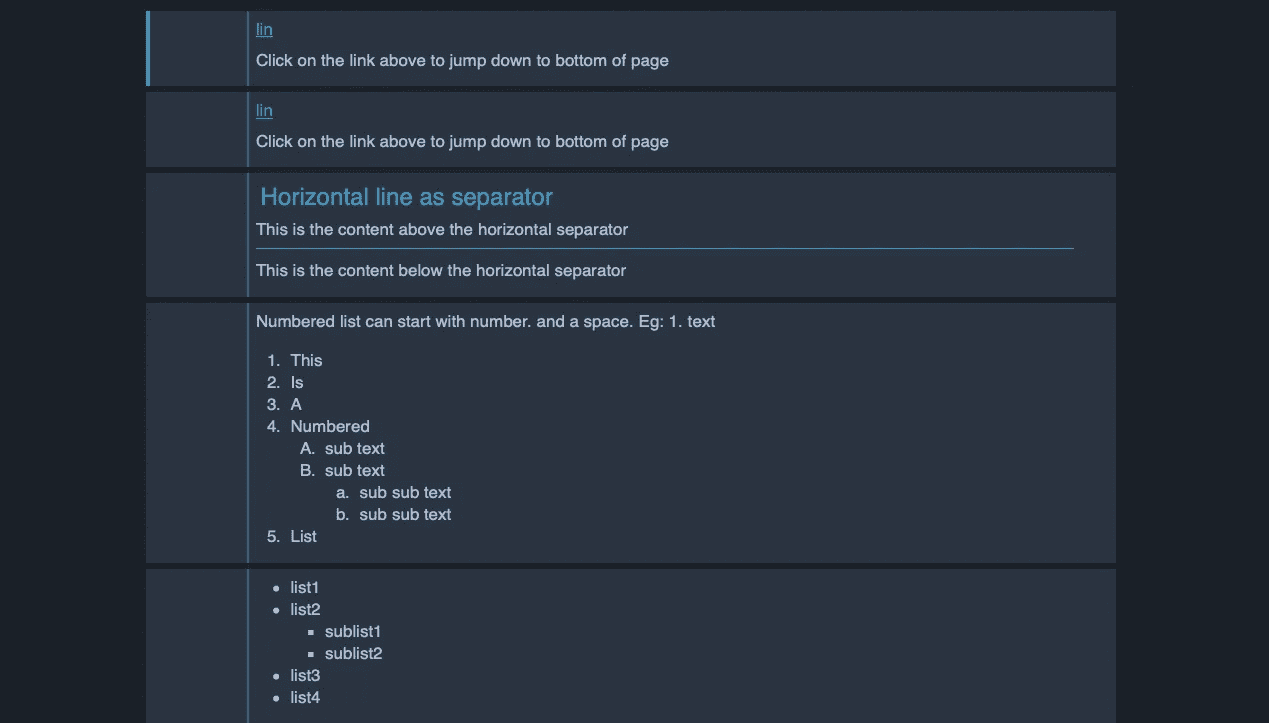 lin
Click on the link above to jump down to bottom of page
lin
Click on the link above to jump down to bottom of page
Horizontal line as separator
This is the content above the horizontal separator
This is the content below the horizontal separator
Numbered list can start with number. and a space. Eg: 1. text
1. This
2. Is
3. A
4. Numbered
A. sub text
B. sub text
a. sub sub text
b. sub sub text
5. List
• list1
• list2
▪ sublist1
▪ sublist2
• list3
• list4